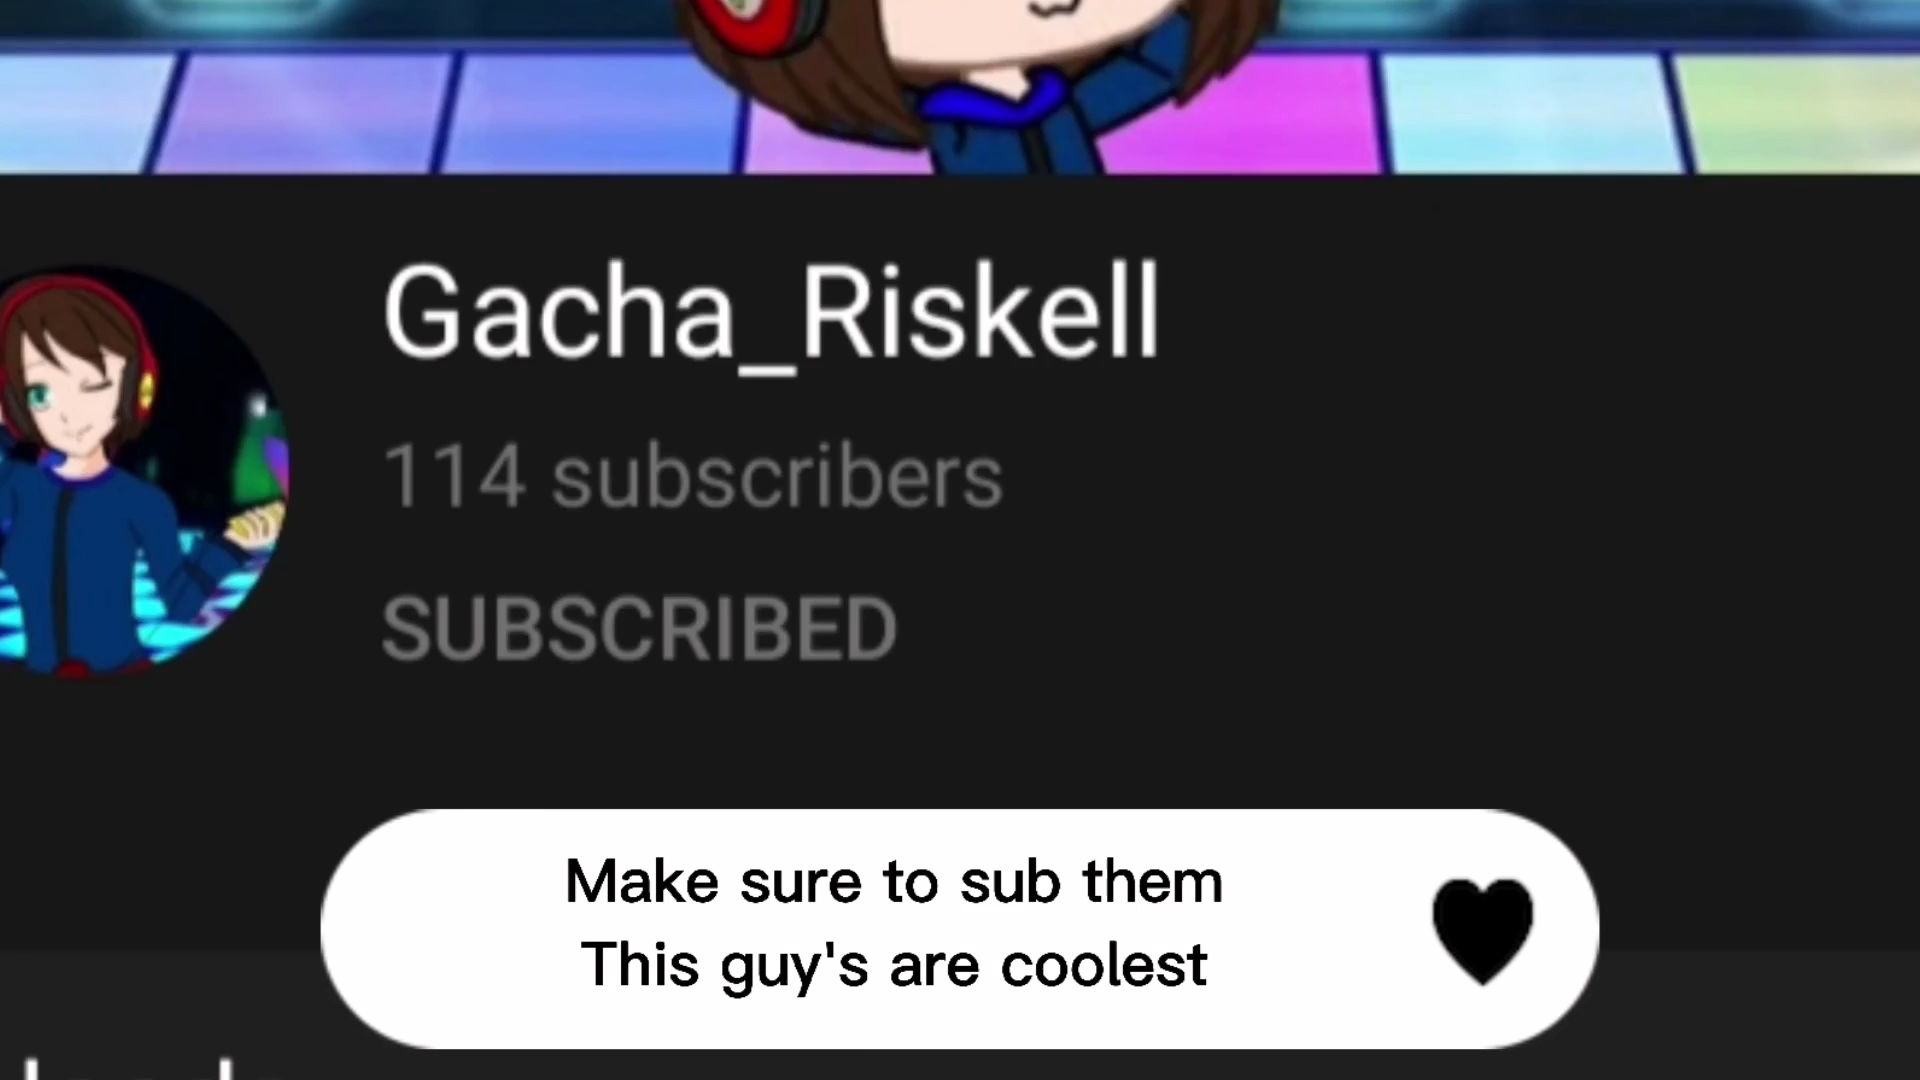 Gacha_Riskell
114 subscribers
SUBSCRIBED
Make sure to sub them
This guy's are coolest